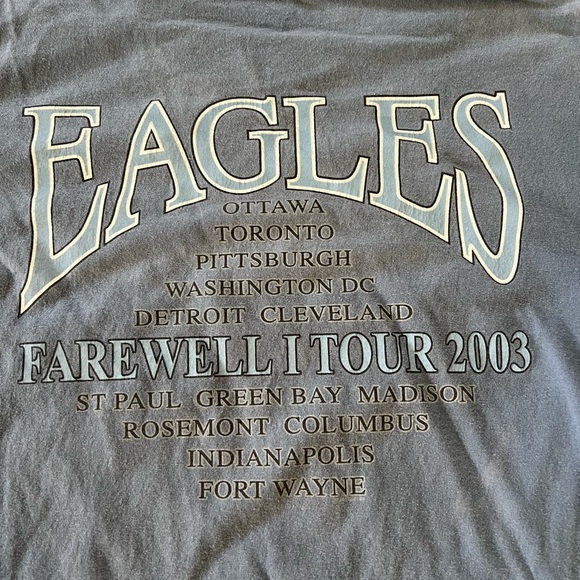 EAGLES
OTTAWA
TORONTO
PITTSBURGH
WASHINGTON DC
DETROIT CLEVELAND
FAREWELL I TOUR 2003
ST PAUL GREEN BAY MADISON
ROSEMONT COLUMBUS
INDIANAPOLIS
FORT WAYNE